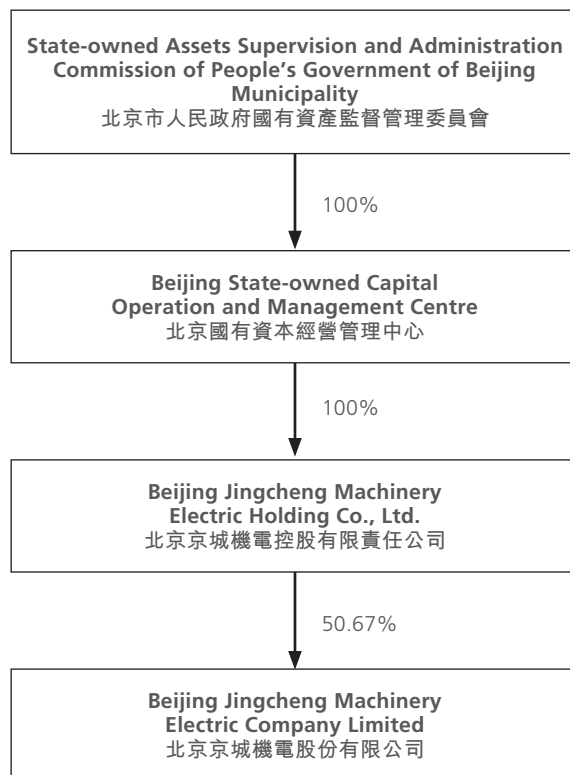 State-owned Assets Supervision and Administration
Commission of People's Government of Beijing
Municipality
北京市人民政府國有資產監督管理委員會
100%
Beijing State-owned Capital
Operation and Management Centre
北京國有資本經營管理中心
100%
Beijing Jingcheng Machinery
Electric Holding Co., Ltd.
北京京城機電控股有限責任公司
50.67%
Beijing Jingcheng Machinery
Electric Company Limited
北京京城機電股份有限公司